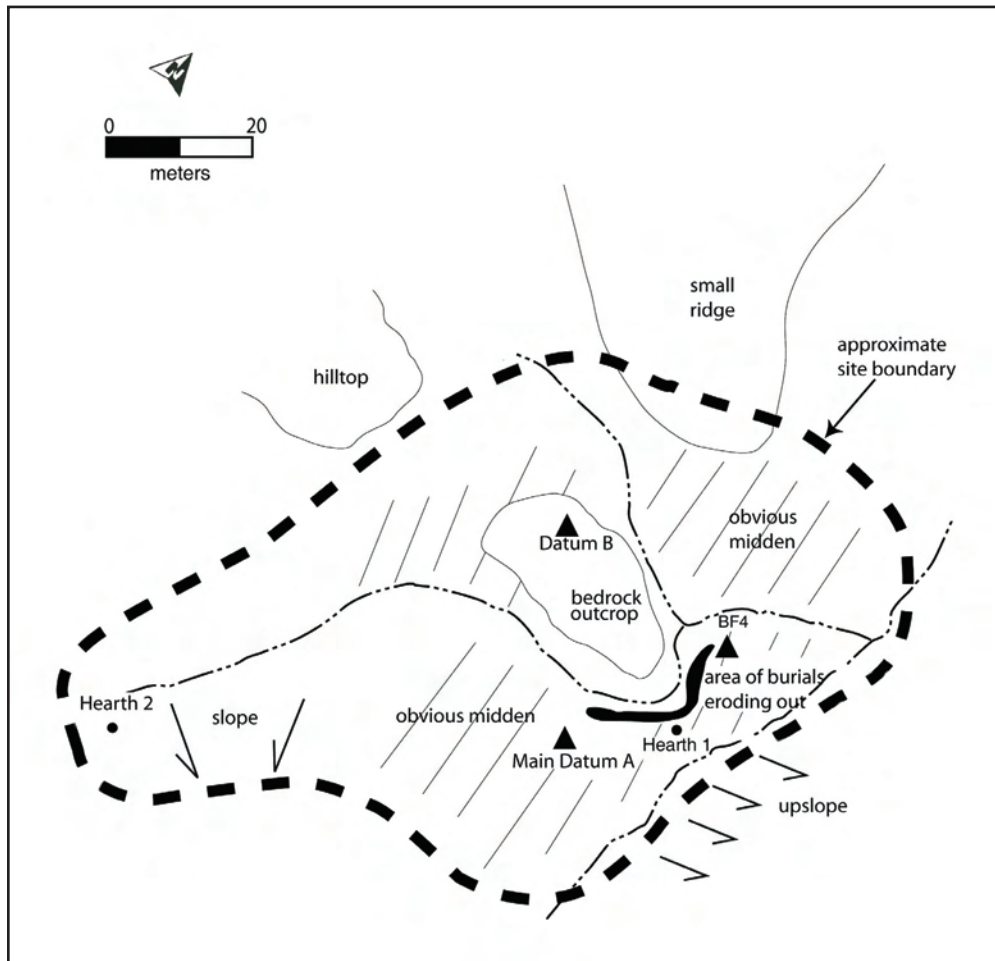 N
0 20
meters
small
ridge
approximate
site boundary
hilltop
obvious
midden
Datum B
bedrock
outcrop
BF4
area of burials
eroding out
Hearth 2
slope
obvious midden
Hearth 1
Main Datum A
upslope